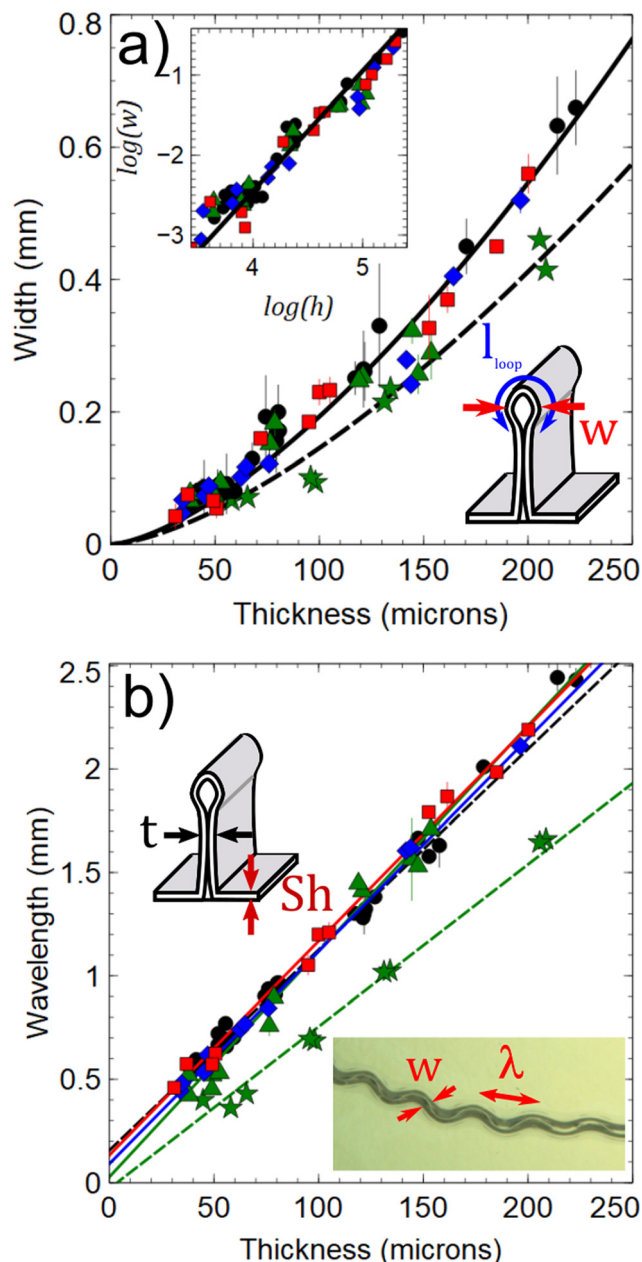 a)
0.8
0.6
0.4
0.2
0
Width (mm)
−1
−2
−3
log(w)
4
5
log(h)
l loop
w
0
50
100
150
200
250
Thickness (microns)
b)
2.5
2
1.5
1
0.5
0
Wavelength (mm)
t
Sh
w
λ
0
50
100
150
200
250
Thickness (microns)